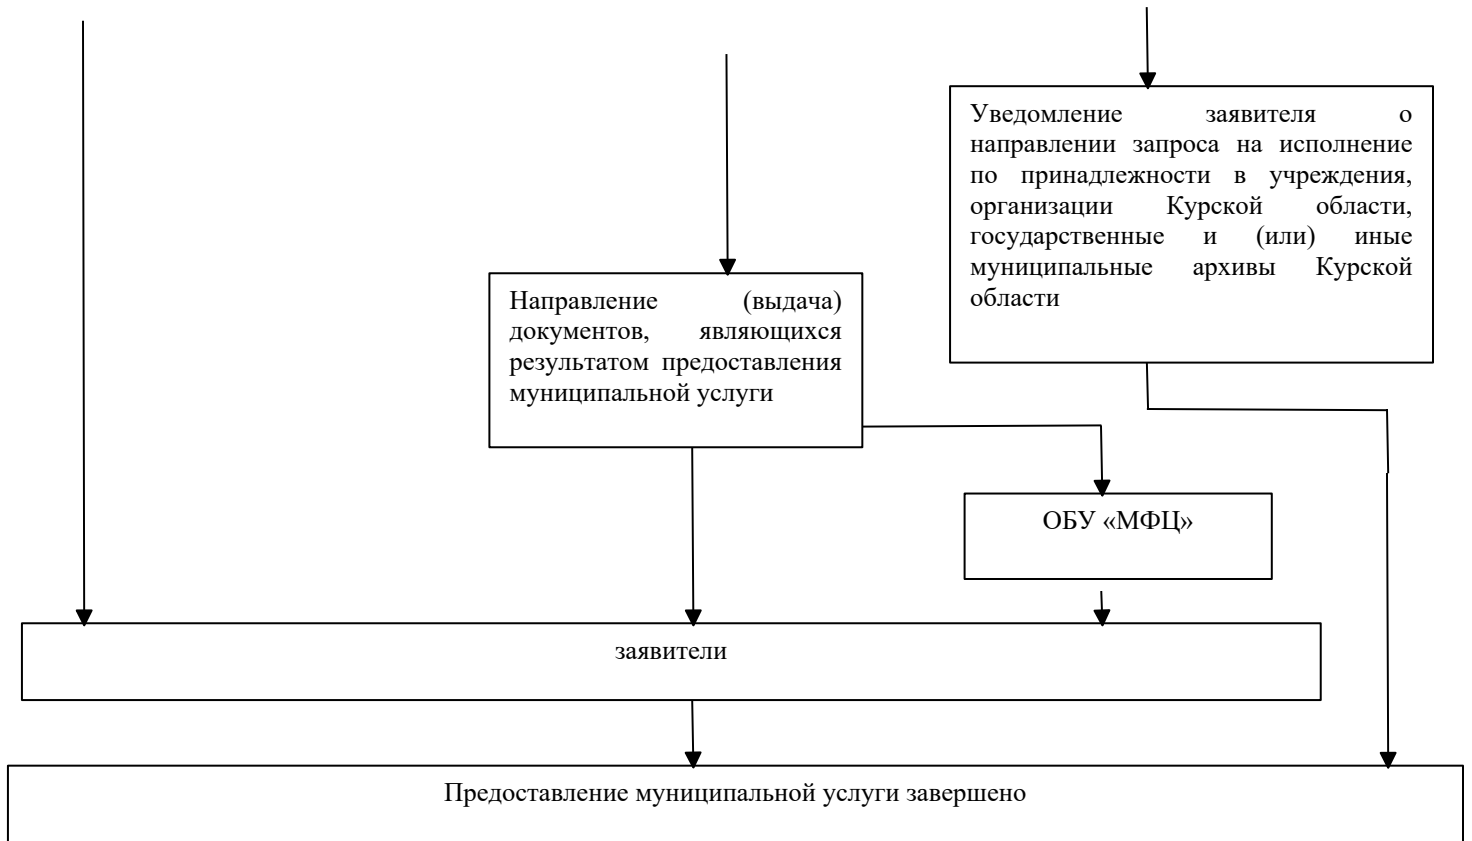 Уведомление заявителя о
направлении запроса на исполнение
по принадлежности в учреждения,
организации Курской области,
государственные и (или) иные
муниципальные архивы Курской
области
Направление (выдача)
документов, являющихся
результатом предоставления
муниципальной услуги
ОБУ «МФЦ»
заявители
Предоставление муниципальной услуги завершено